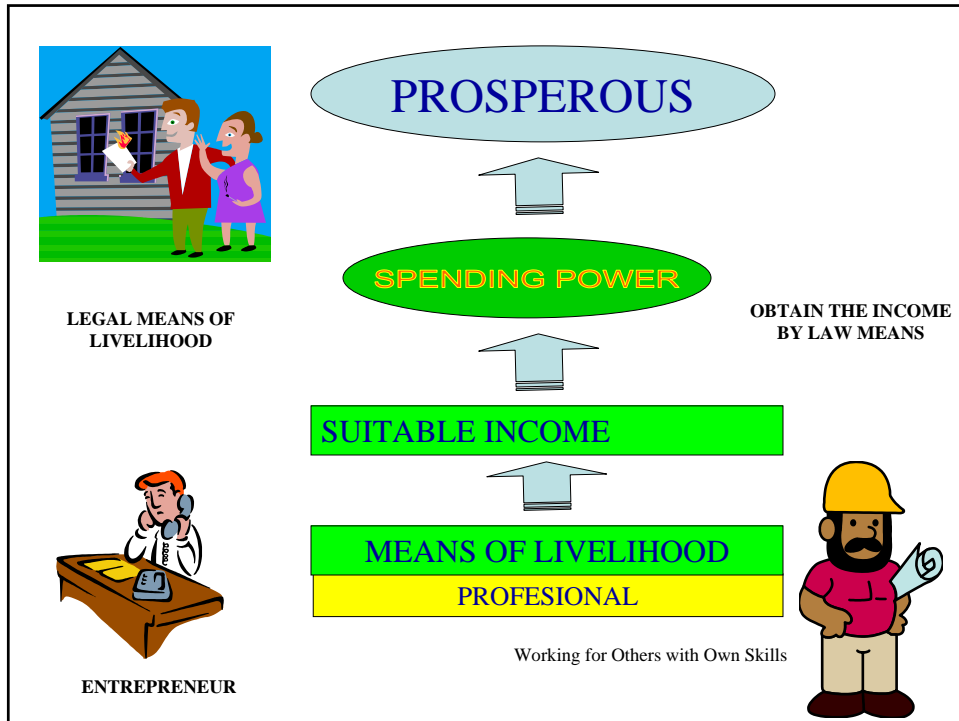 PROSPEROUS
SPENDING POWER
LEGAL MEANS OF
LIVELIHOOD
OBTAIN THE INCOME
BY LAW MEANS
SUITABLE INCOME
MEANS OF LIVELIHOOD
PROFESIONAL
Working for Others with Own Skills
ENTREPRENEUR